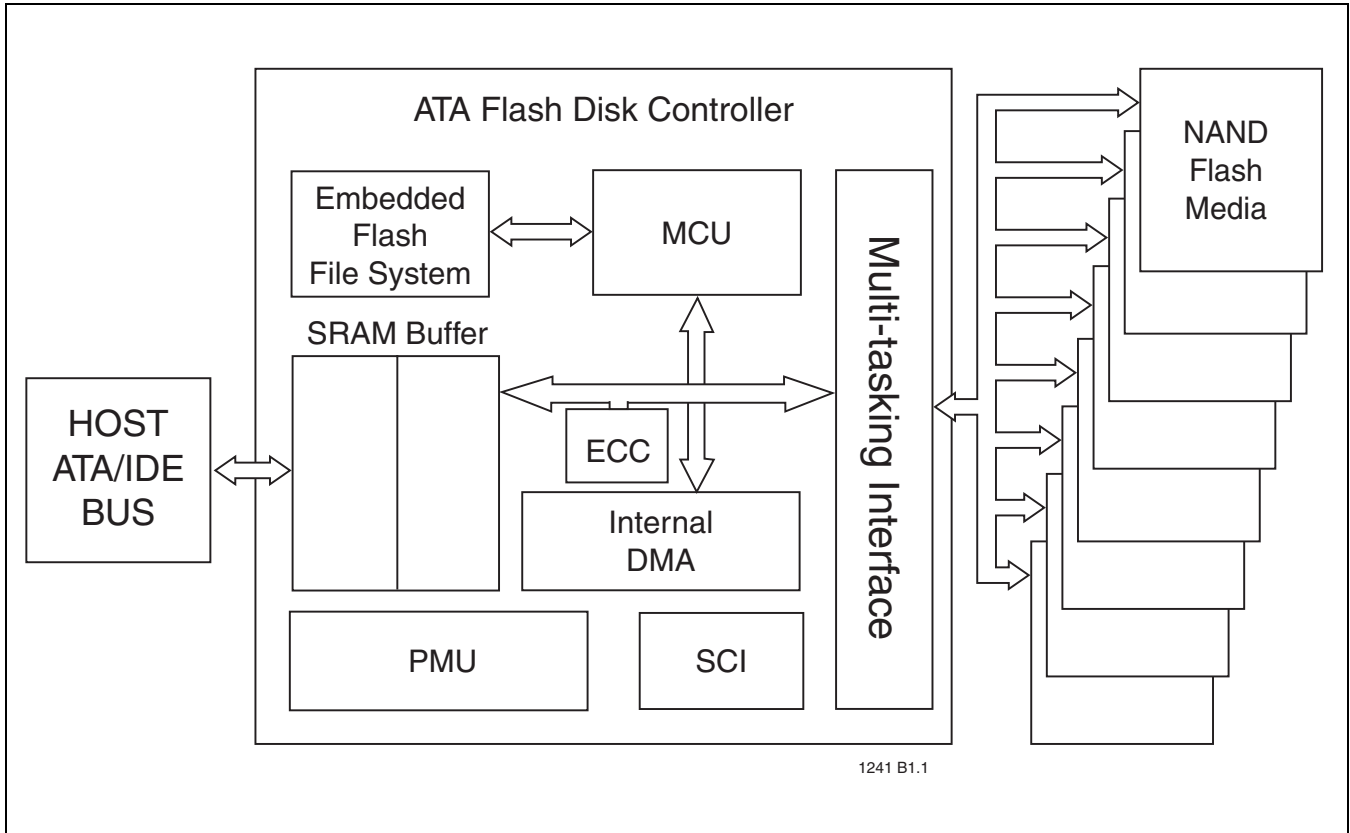 ATA Flash Disk Controller
NAND
Flash
Media
Embedded
Flash
File System
MCU
Multi-tasking Interface
SRAM Buffer
HOST
ATA/IDE
BUS
ECC
Internal
DMA
PMU
SCI
1241 B1.1